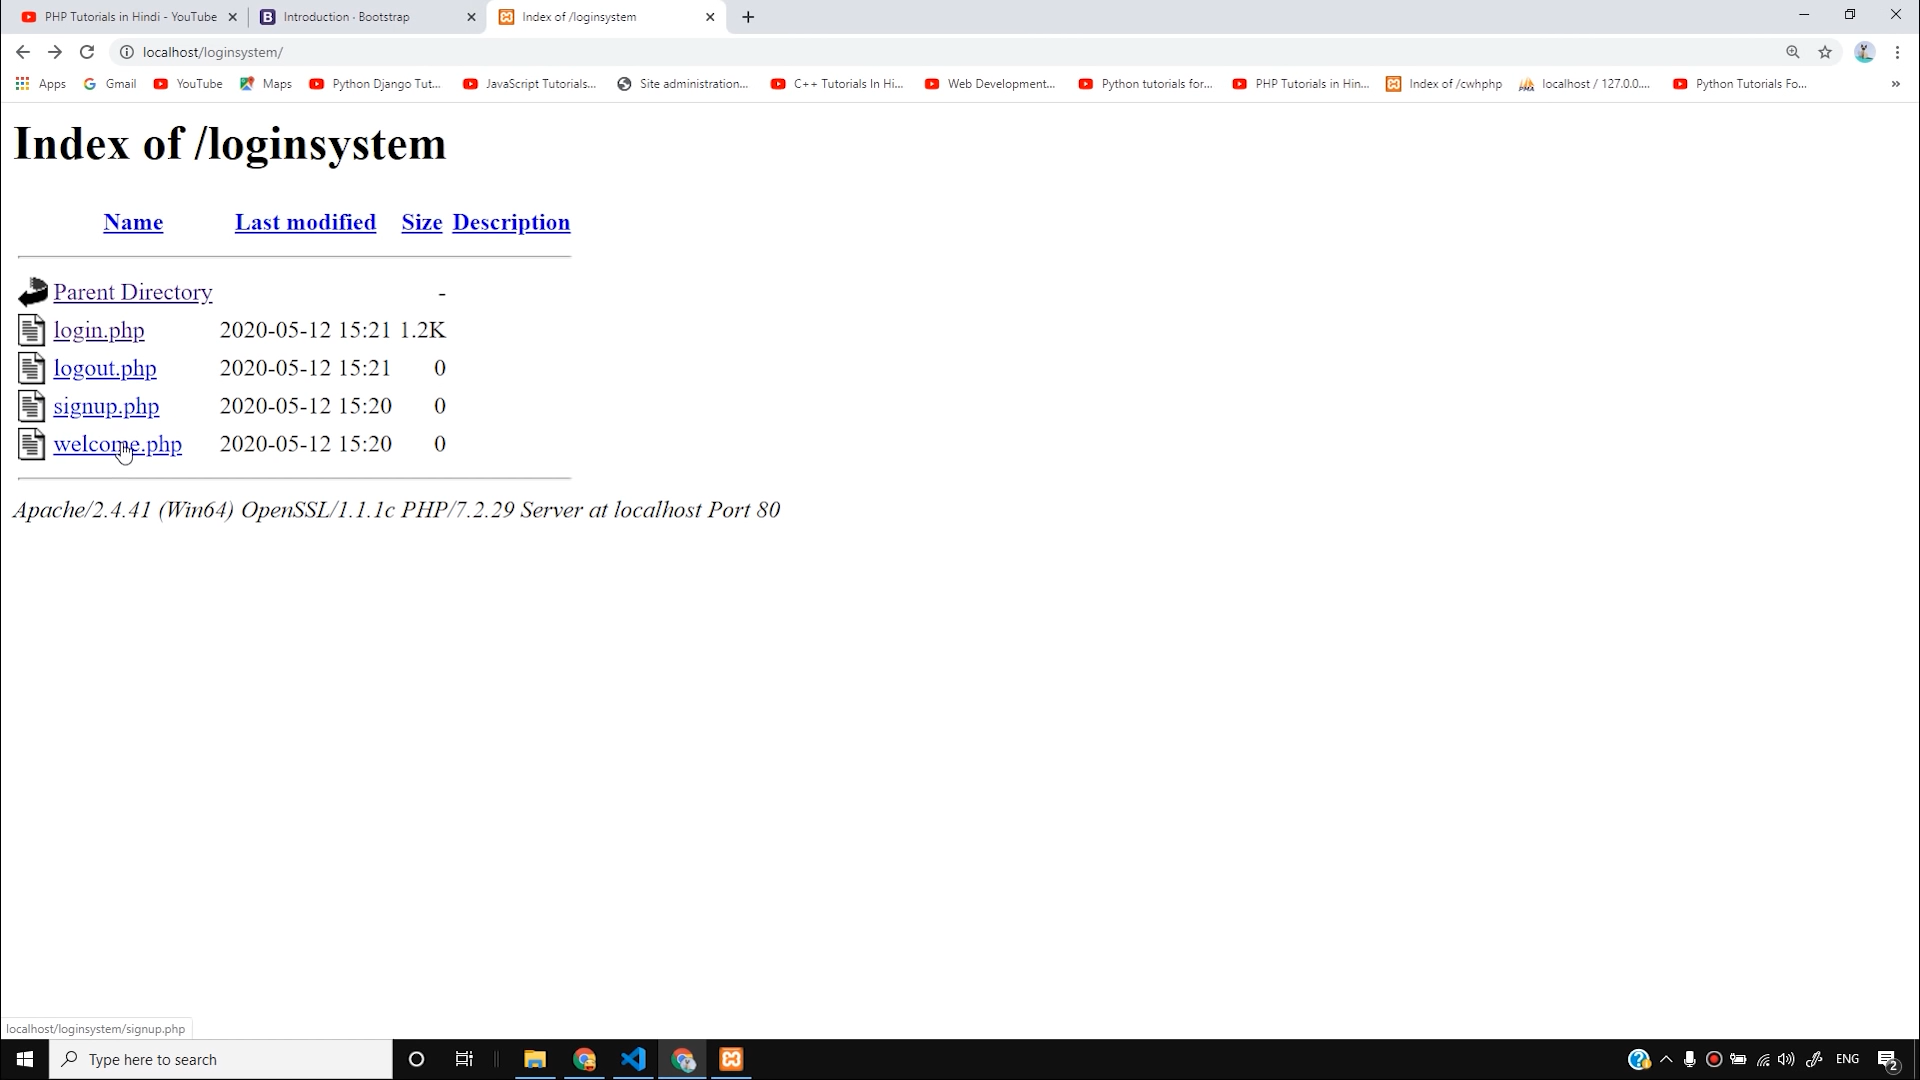 PHP Tutorials in Hindi - YouTube
Introduction · Bootstrap
Index of /loginsystem
localhost/loginsystem/
Apps
Gmail
YouTube
Maps
Python Django Tut...
JavaScript Tutorials...
Site administration...
C++ Tutorials In Hi...
Web Development...
Python tutorials for...
PHP Tutorials in Hin...
Index of /cwhphp
localhost / 127.0.0....
Python Tutorials Fo...
»
Index of /loginsystem
Name Last modified Size Description
Parent Directory -
login.php 2020-05-12 15:21 1.2K
logout.php 2020-05-12 15:21 0
signup.php 2020-05-12 15:20 0
welcome.php 2020-05-12 15:20 0
Apache/2.4.41 (Win64) OpenSSL/1.1.1c PHP/7.2.29 Server at localhost Port 80
localhost/loginsystem/signup.php
Type here to search
ENG
2